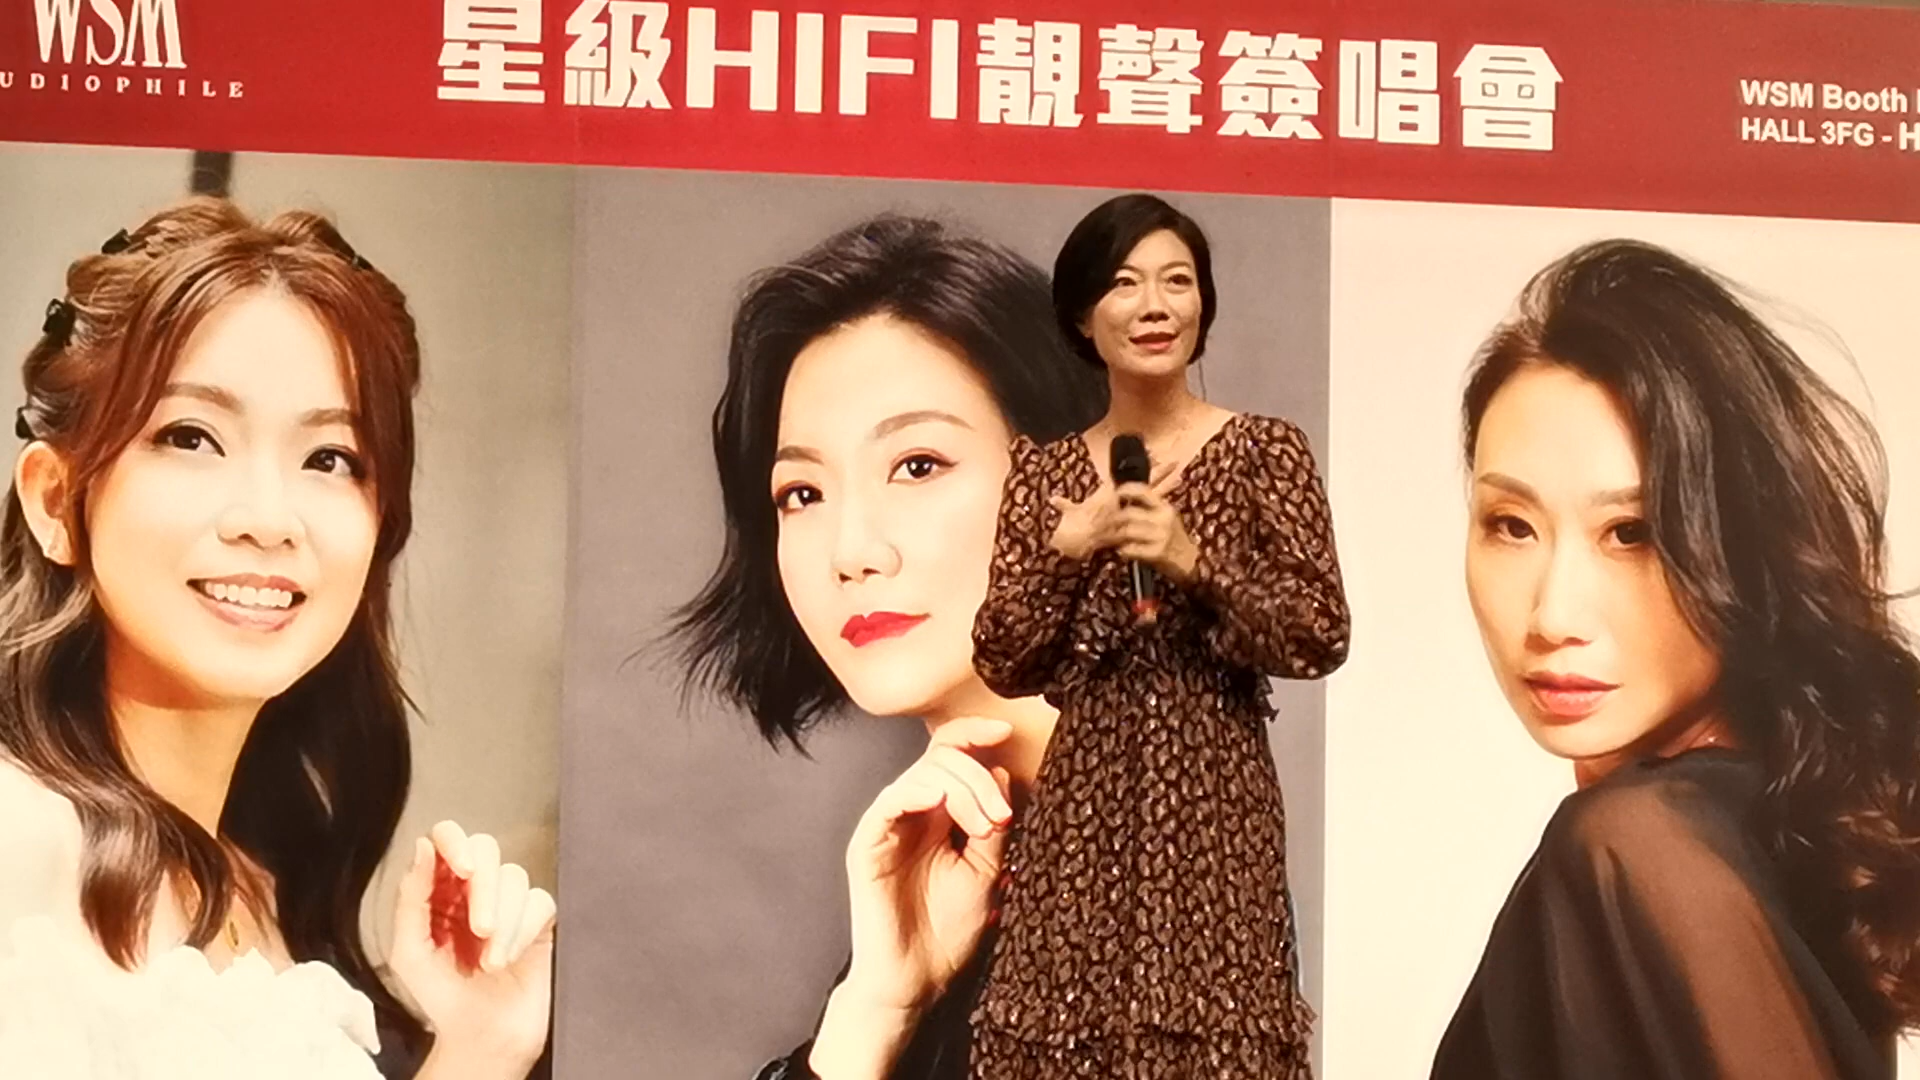 WSM
UDIOPHILE
星級HIFI靚聲簽唱會
WSM Booth
HALL 3FG - H